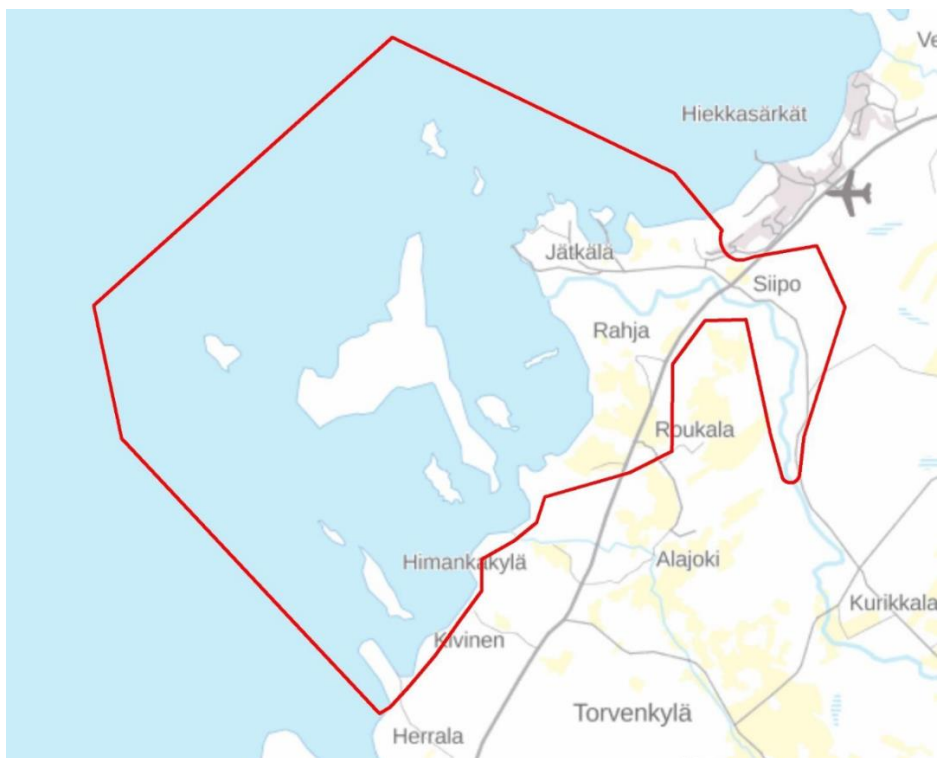 Ve
Hiekkasärkät
Jätkälä
Siipo
Rahja
Roukala
Himankakylä
Alajoki
Kurikkala
Kivinen
Torvenkylä
Herrala